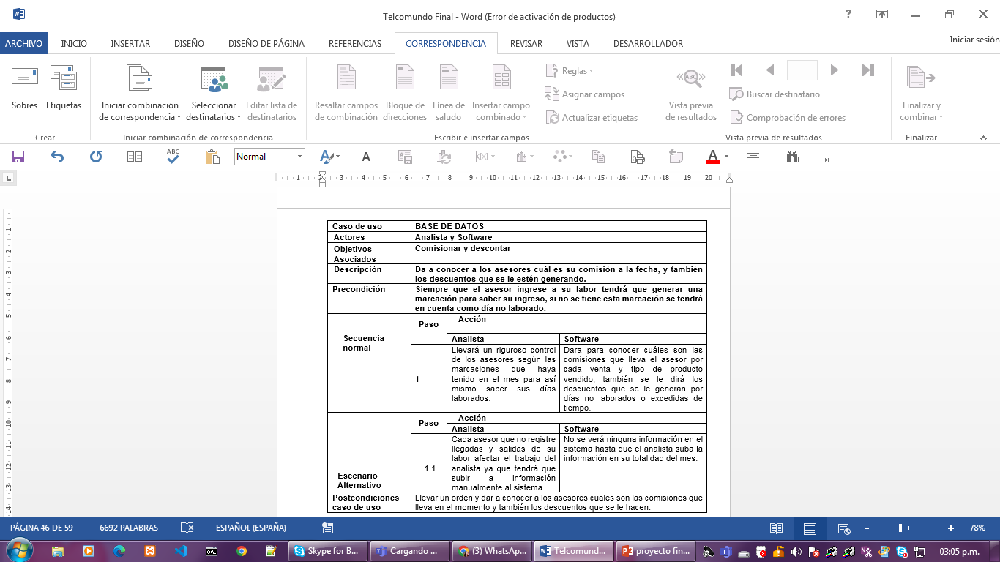 Telcomundo Final - Word (Error de activación de productos)
?
ARCHIVO INICIO INSERTAR DISEÑO DISEÑO DE PÁGINA REFERENCIAS CORRESPONDENCIA REVISAR VISTA DESARROLLADOR Iniciar sesión
Sobres Etiquetas
Crear
Iniciar combinación de correspondencia
Seleccionar destinatarios
Editar lista de destinatarios
Iniciar combinación de correspondencia
Resaltar campos de combinación
Bloque de direcciones
Línea de saludo
Insertar campo combinado
Reglas
Asignar campos
Actualizar etiquetas
Escribir e insertar campos
ABC
Vista previa de resultados
Buscar destinatario
Comprobación de errores
Vista previa de resultados
Finalizar y combinar
Finalizar
ABC Normal A A A
1 2 3 4 5 6 7 8 9 10 11 12 13 14 15 16 17 18 19 20
1 2 3 4 5 6 7 8 9 10 11 12 13 14
Caso de uso BASE DE DATOS
Actores Analista y Software
Objetivos Asociados
Comisionar y descontar
Descripción
Da a conocer a los asesores cuál es su comisión a la fecha, y también
los descuentos que se le estén generando.
Precondición
Siempre que el asesor ingrese a su labor tendrá que generar una
marcación para saber su ingreso, si no se tiene esta marcación se tendrá
en cuenta como día no laborado.
Secuencia
normal
Paso Acción
Analista Software
1
Llevará un riguroso control
de los asesores según las
marcaciones que haya
tenido en el mes para así
mismo saber sus días
laborados.
Dara para conocer cuáles son las
comisiones que lleva el asesor por
cada venta y tipo de producto
vendido, también se le dirá los
descuentos que se le generan por
días no laborados o excedidas de
tiempo.
Escenario
Alternativo
Paso Acción
Analista Software
1.1
Cada asesor que no registre
llegadas y salidas de su
labor afectar el trabajo del
analista ya que tendrá que
subir a información
manualmente al sistema
No se verá ninguna información en el
sistema hasta que el analista suba la
información en su totalidad del mes.
Postcondiciones
caso de uso
Llevar un orden y dar a conocer a los asesores cuales son las comisiones que
lleva en el momento y también los descuentos que se le hacen.
PÁGINA 46 DE 59 6692 PALABRAS ESPAÑOL (ESPAÑA) 78%
Skype for B... Cargando ... (3) WhatsAp... Telcomund... proyecto fin... 03:05 p.m.